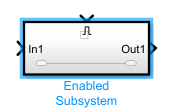 In1 Out1
Enabled
Subsystem